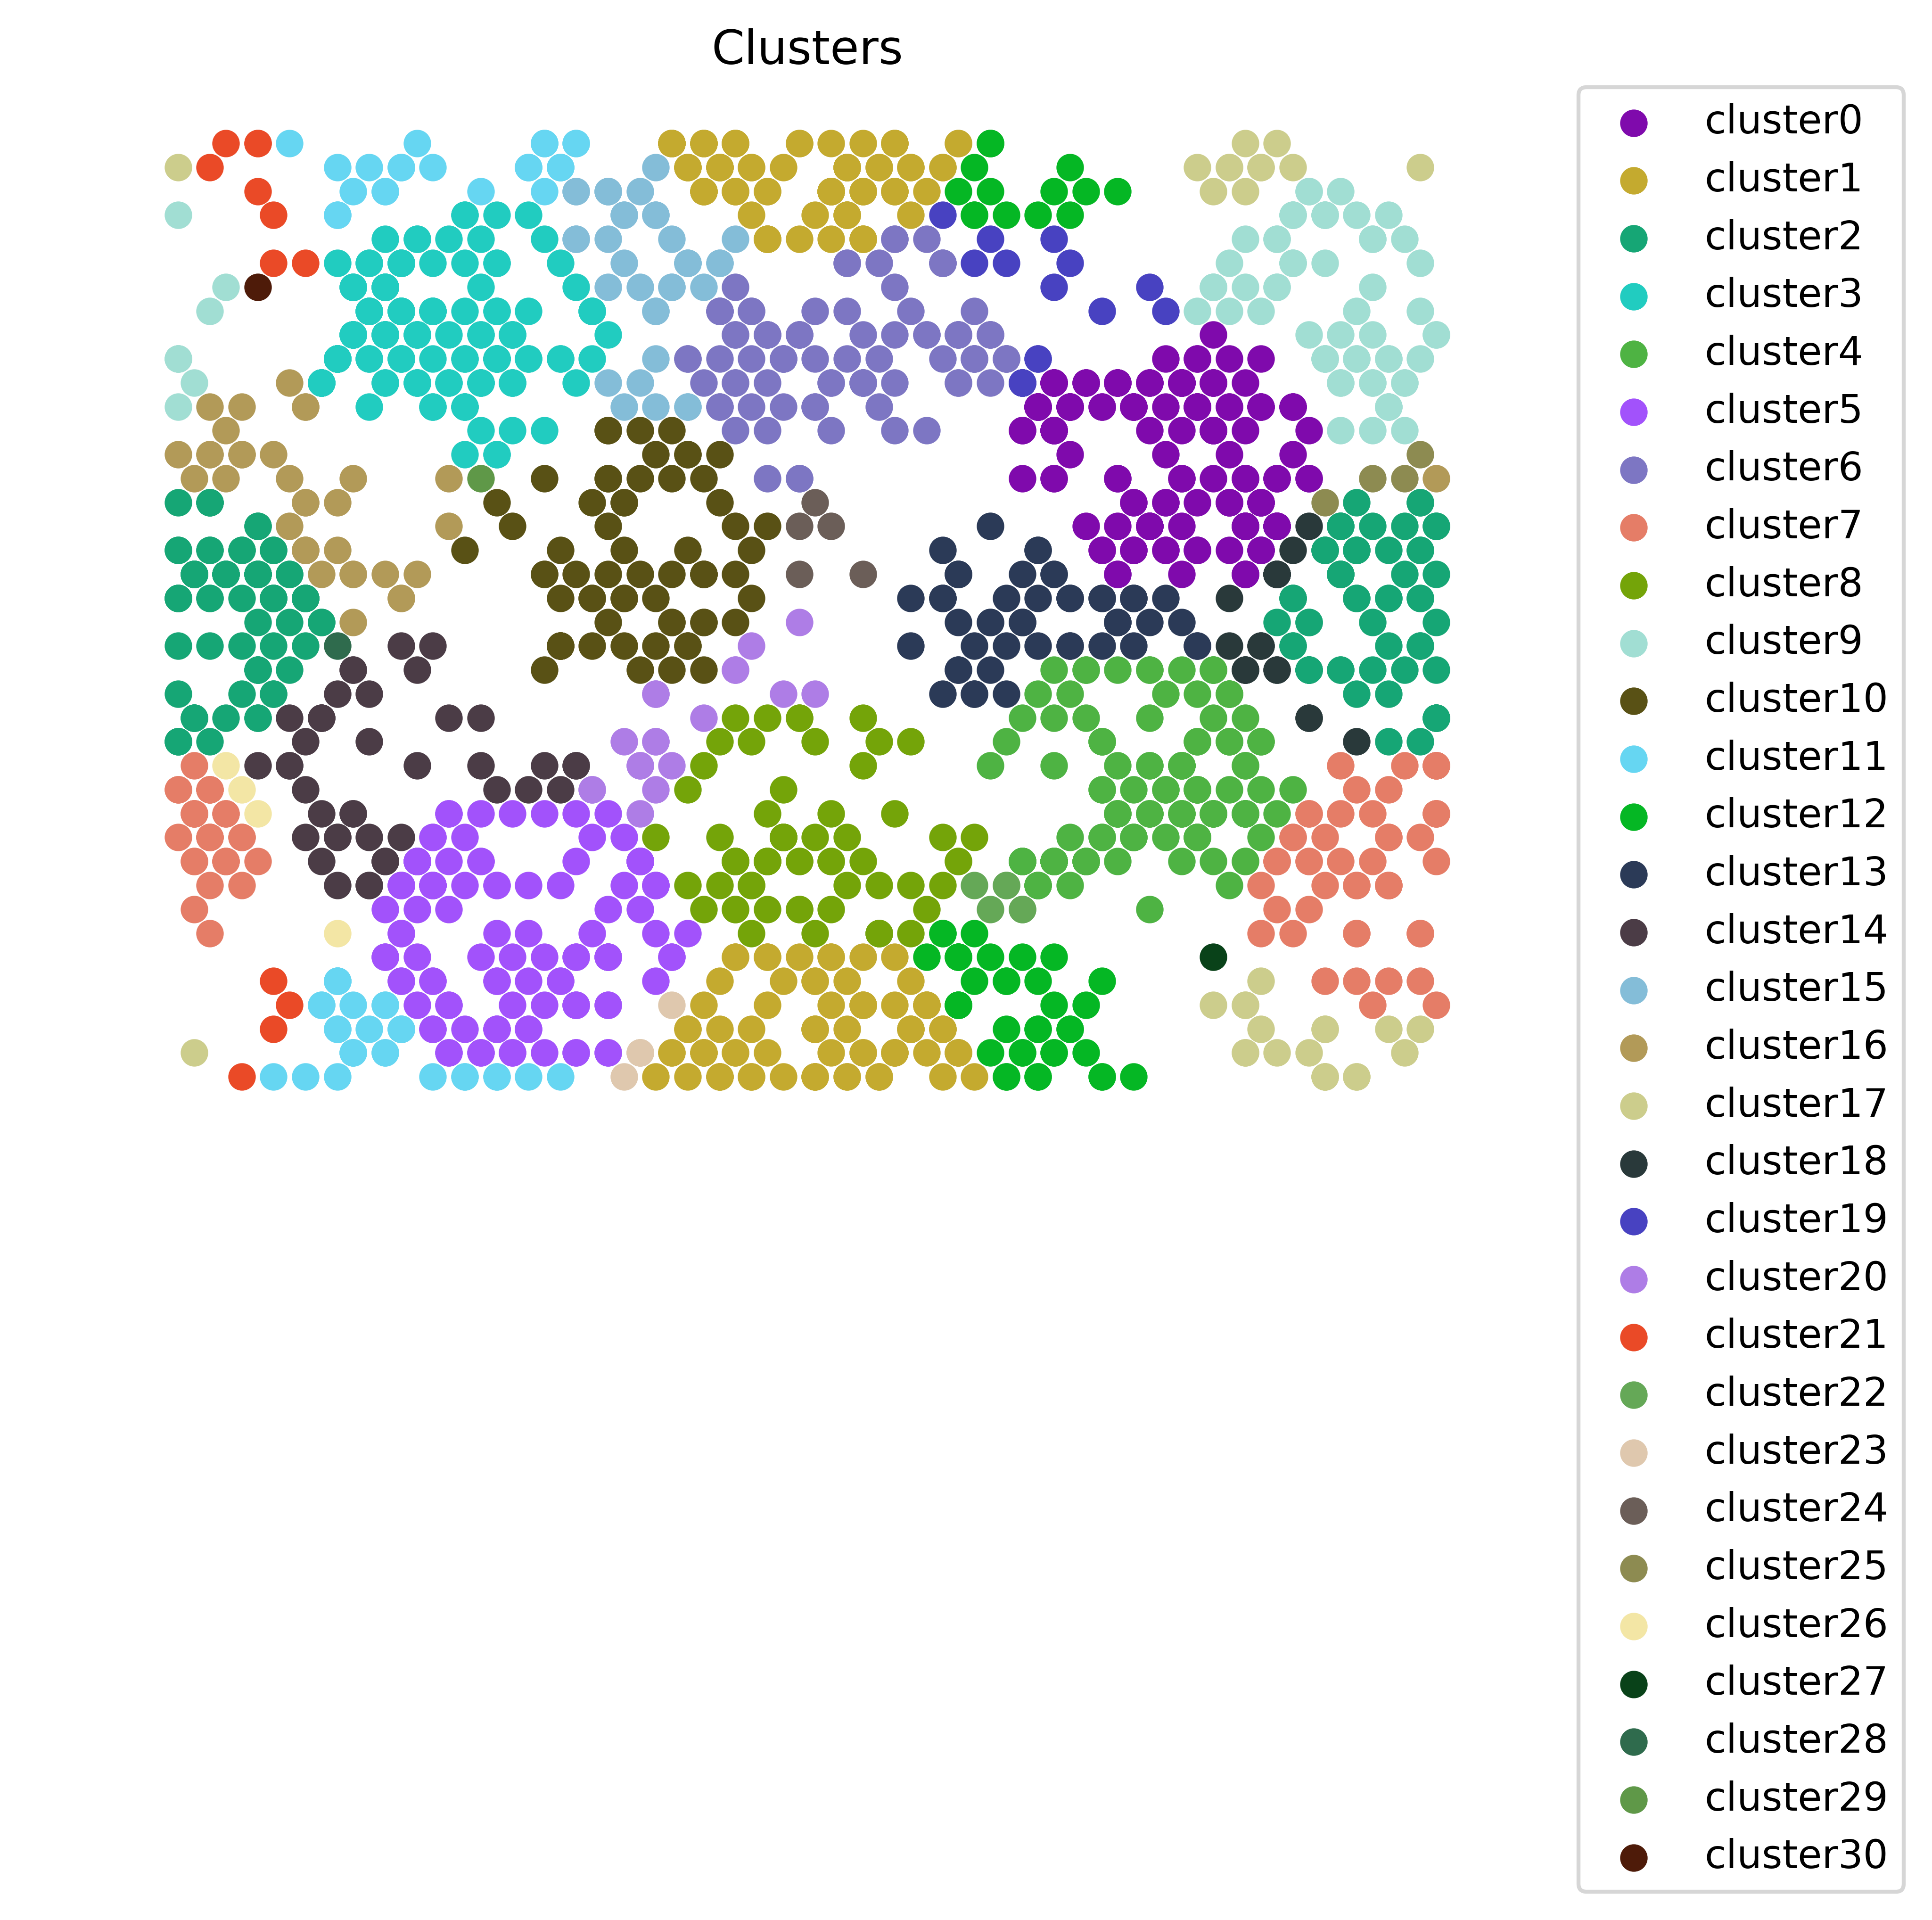 Clusters
cluster0
cluster1
cluster2
cluster3
cluster4
cluster5
cluster6
cluster7
cluster8
cluster9
cluster10
cluster11
cluster12
cluster13
cluster14
cluster15
cluster16
cluster17
cluster18
cluster19
cluster20
cluster21
cluster22
cluster23
cluster24
cluster25
cluster26
cluster27
cluster28
cluster29
cluster30